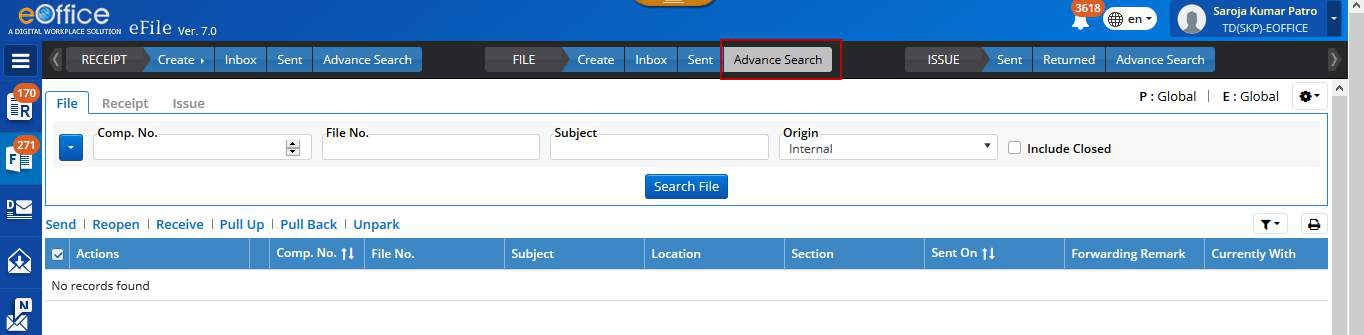 eOffice
A DIGITAL WORKPLACE SOLUTION
eFile Ver. 7.0
3618
en
Saroja Kumar Patro
TD(SKP)-EOFFICE
RECEIPT Create Inbox Sent Advance Search FILE Create Inbox Sent Advance Search ISSUE Sent Returned Advance Search
170
R
271
F
D
N
File Receipt Issue
P : Global | E : Global
Comp. No. File No. Subject Origin
Internal
Include Closed
Search File
Send | Reopen | Receive | Pull Up | Pull Back | Unpark
Actions Comp. No. File No. Subject Location Section Sent On Forwarding Remark Currently With
No records found